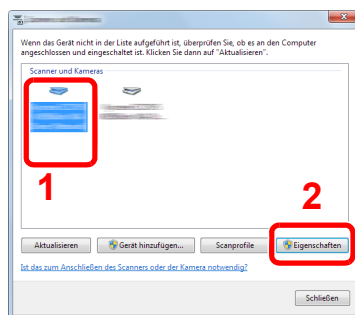 Wenn das Gerät nicht in der Liste aufgeführt ist, überprüfen Sie, ob es an den Computer
angeschlossen und eingeschaltet ist. Klicken Sie dann auf "Aktualisieren".
Scanner und Kameras
1
2
Aktualisieren Gerät hinzufügen... Scanprofile Eigenschaften
Ist das zum Anschließen des Scanners oder der Kamera notwendig?
Schließen